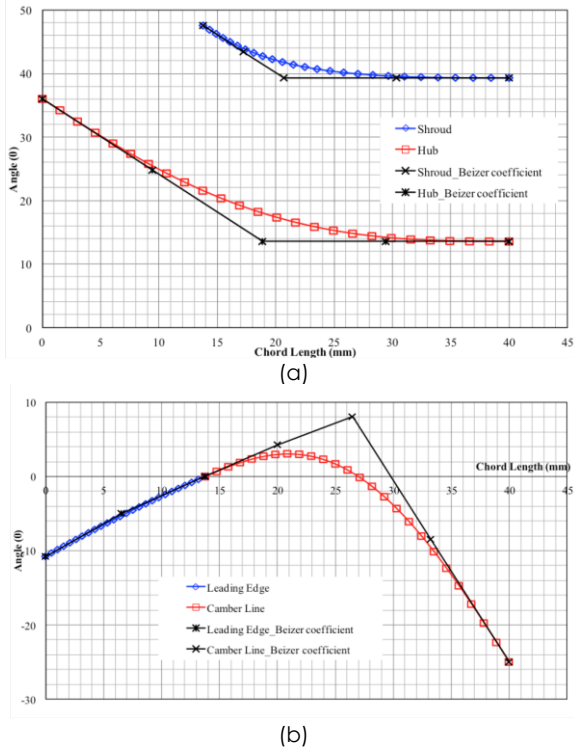 50
40
30
20
10
0
Angle (θ)
Shroud
Hub
Shroud_Beizer coefficient
Hub_Beizer coefficient
0 5 10 15 20 25 30 35 40 45
Chord Length (mm)
(a)
10
0
-10
-20
-30
Angle (θ)
Chord Length (mm)
0 5 10 15 20 25 30 35 40 45
Leading Edge
Camber Line
Leading Edge_Beizer coefficient
Camber Line_Beizer coefficient
(b)